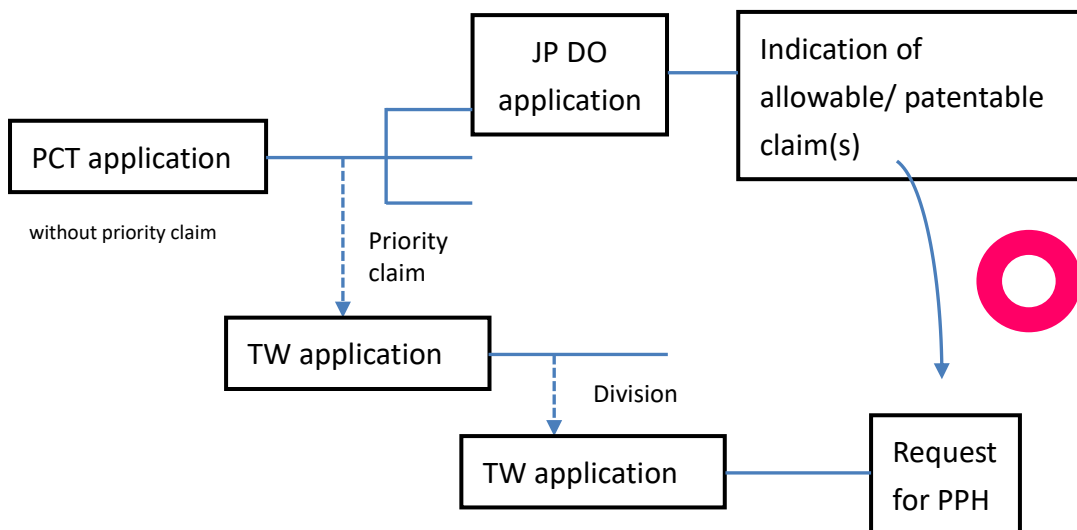 JP DO
application
Indication of
allowable/ patentable
claim(s)
PCT application
without priority claim
Priority
claim
TW application
Division
TW application
Request
for PPH